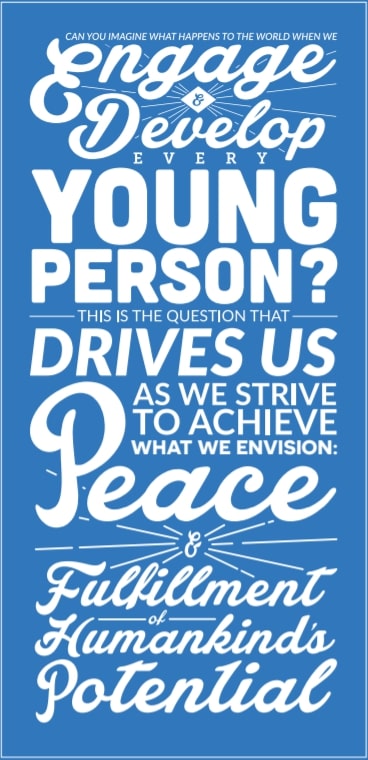 CAN YOU IMAGINE WHAT HAPPENS TO THE WORLD WHEN WE
Engage
&
Develop
EVERY
YOUNG
PERSON?
THIS IS THE QUESTION THAT
DRIVES US
AS WE STRIVE
TO ACHIEVE
WHAT WE ENVISION:
Peace
&
Fulfillment
of
Humankind's
Potential